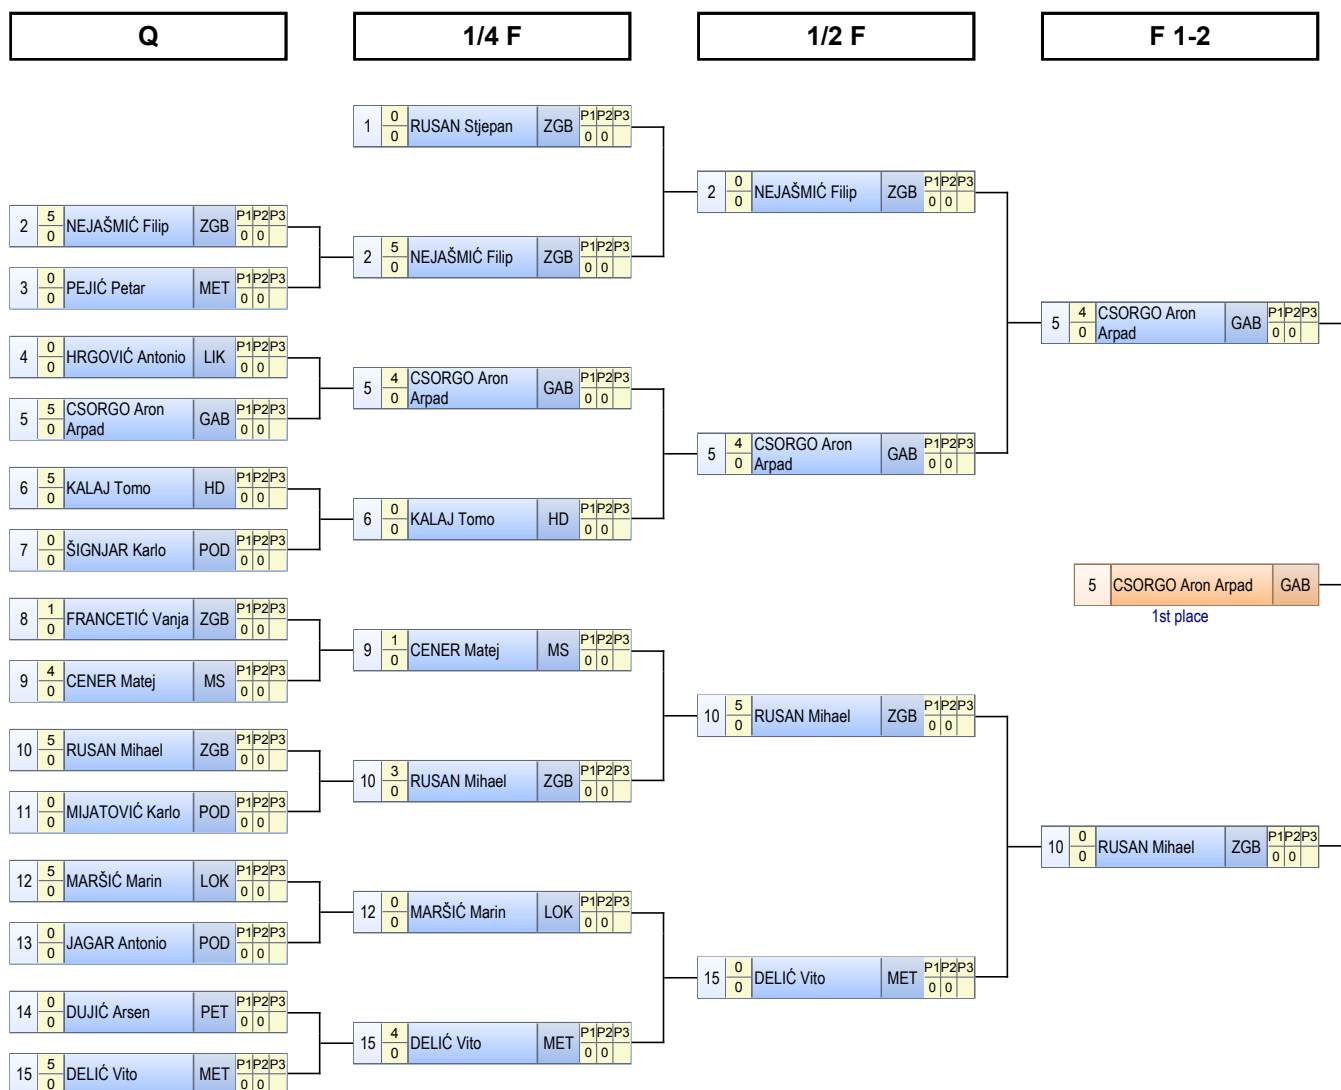 Q
1/4 F
1/2 F
F 1-2
1 0 RUSAN Stjepan ZGB P1 P2 P3
0 0 0
2 0 NEJAŠMIĆ Filip ZGB P1 P2 P3
0 0 0
2 5 NEJAŠMIĆ Filip ZGB P1 P2 P3
0 0 0
2 5 NEJAŠMIĆ Filip ZGB P1 P2 P3
0 0 0
3 0 PEJIĆ Petar MET P1 P2 P3
0 0 0
5 4 CSORGO Aron GAB P1 P2 P3
0 Arpad 0 0
4 0 HRGOVIĆ Antonio LIK P1 P2 P3
0 0 0
5 4 CSORGO Aron GAB P1 P2 P3
0 Arpad 0 0
5 5 CSORGO Aron GAB P1 P2 P3
0 Arpad 0 0
5 4 CSORGO Aron GAB P1 P2 P3
0 Arpad 0 0
6 5 KALAJ Tomo HD P1 P2 P3
0 0 0
6 0 KALAJ Tomo HD P1 P2 P3
0 0 0
7 0 ŠIGNJAR Karlo POD P1 P2 P3
0 0 0
5 CSORGO Aron Arpad GAB
1st place
8 1 FRANCETIĆ Vanja ZGB P1 P2 P3
0 0 0
9 1 CENER Matej MS P1 P2 P3
0 0 0
9 4 CENER Matej MS P1 P2 P3
0 0 0
10 5 RUSAN Mihael ZGB P1 P2 P3
0 0 0
10 5 RUSAN Mihael ZGB P1 P2 P3
0 0 0
10 3 RUSAN Mihael ZGB P1 P2 P3
0 0 0
11 0 MIJATOVIĆ Karlo POD P1 P2 P3
0 0 0
10 0 RUSAN Mihael ZGB P1 P2 P3
0 0 0
12 5 MARŠIĆ Marin LOK P1 P2 P3
0 0 0
12 0 MARŠIĆ Marin LOK P1 P2 P3
0 0 0
13 0 JAGAR Antonio POD P1 P2 P3
0 0 0
15 0 DELIĆ Vito MET P1 P2 P3
0 0 0
14 0 DUJIĆ Arsen PET P1 P2 P3
0 0 0
15 4 DELIĆ Vito MET P1 P2 P3
0 0 0
15 5 DELIĆ Vito MET P1 P2 P3
0 0 0